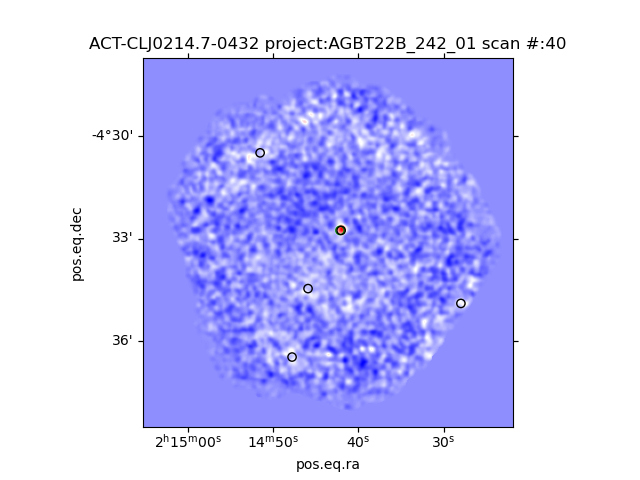 ACT-CLJ0214.7-0432 project:AGBT22B_242_01 scan #:40
-4°30'
33'
36'
pos.eq.dec
2ʰ15ᵐ00ˢ 14ᵐ50ˢ 40ˢ 30ˢ
pos.eq.ra